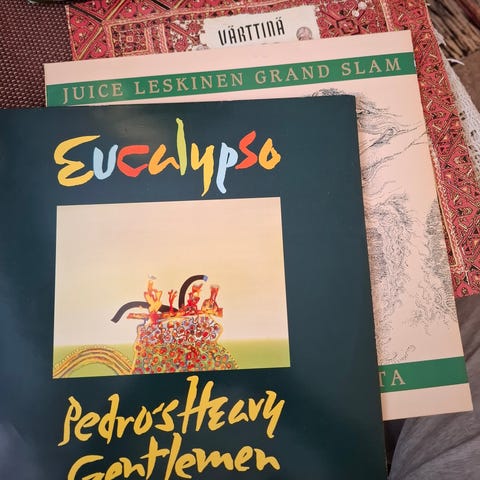 VÄRTTINÄ
JUICE LESKINEN GRAND SLAM
Eucalypso
TA
Pedro's Heavy
Gentlemen